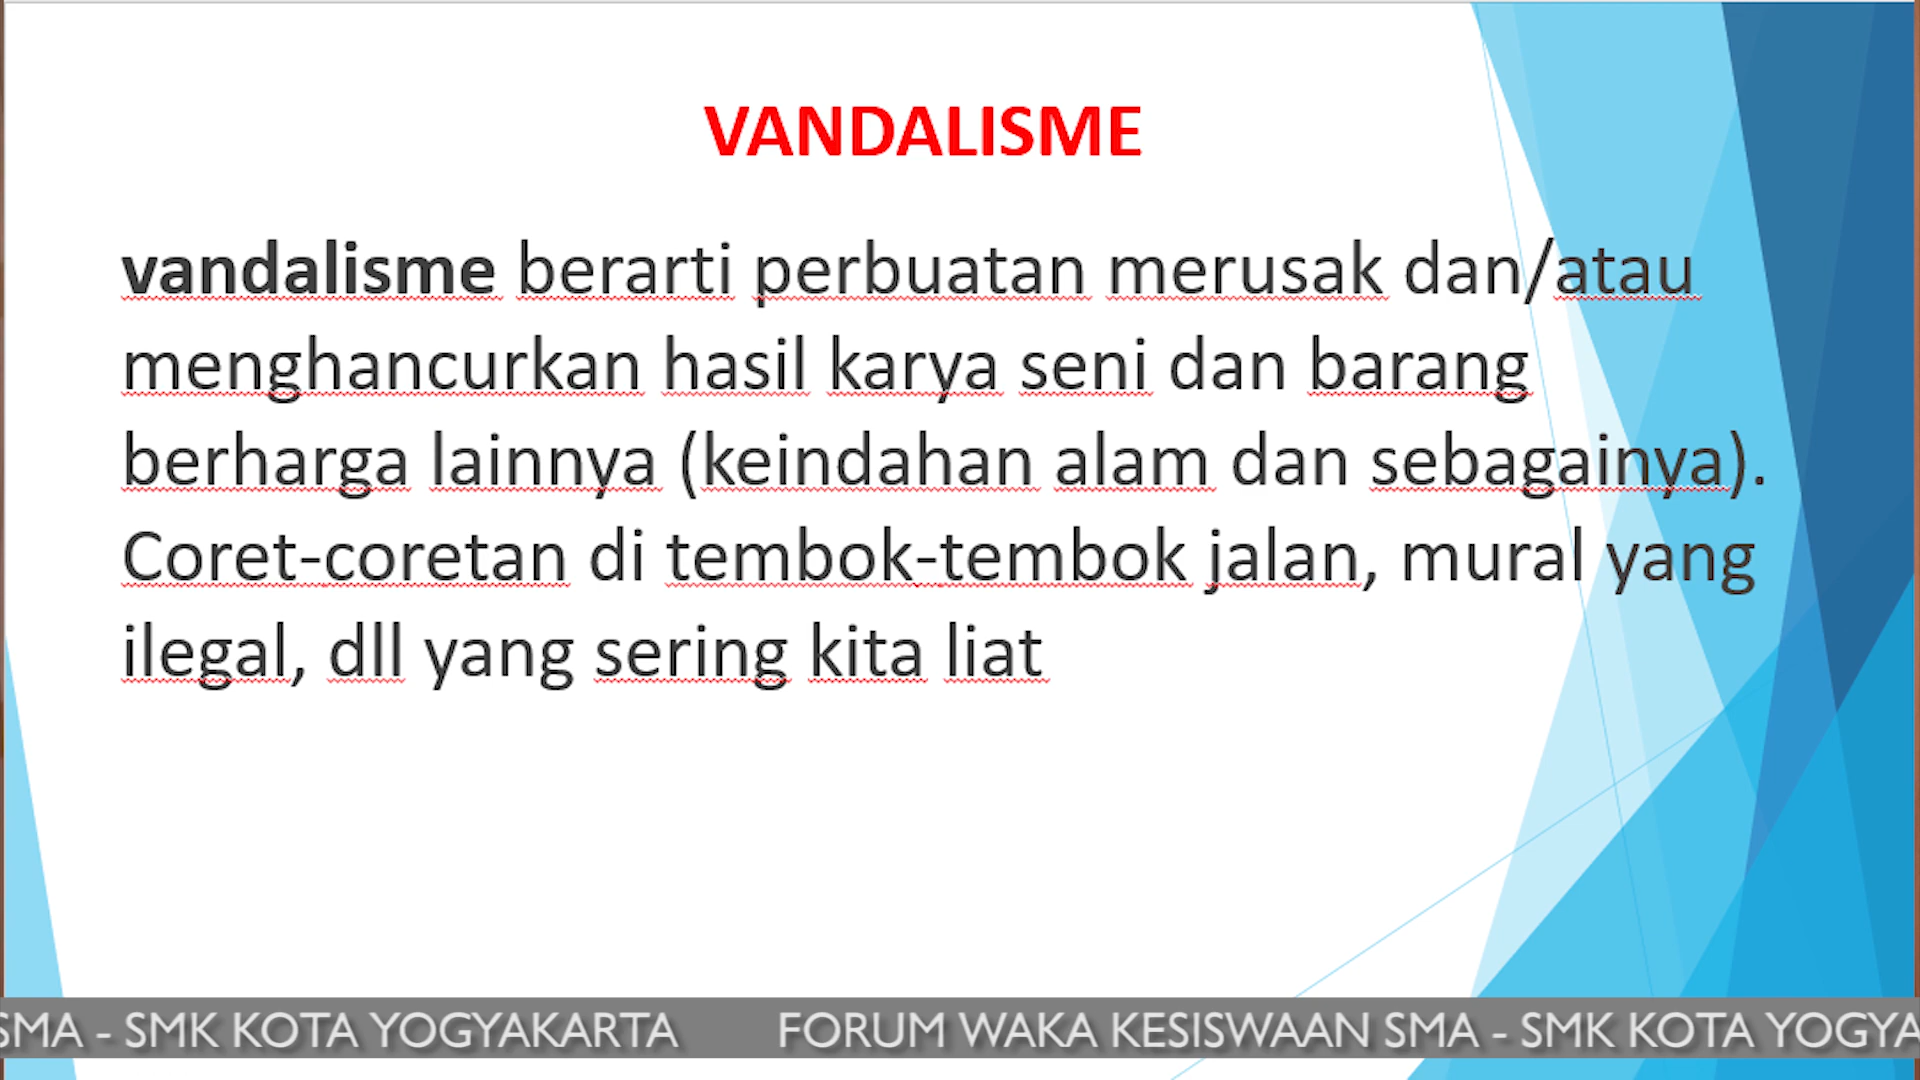 VANDALISME
vandalisme berarti perbuatan merusak dan/atau
menghancurkan hasil karya seni dan barang
berharga lainnya (keindahan alam dan sebagainya).
Coret-coretan di tembok-tembok jalan, mural yang
ilegal, dll yang sering kita liat
SMA - SMK KOTA YOGYAKARTA FORUM WAKA KESISWAAN SMA - SMK KOTA YOGYA